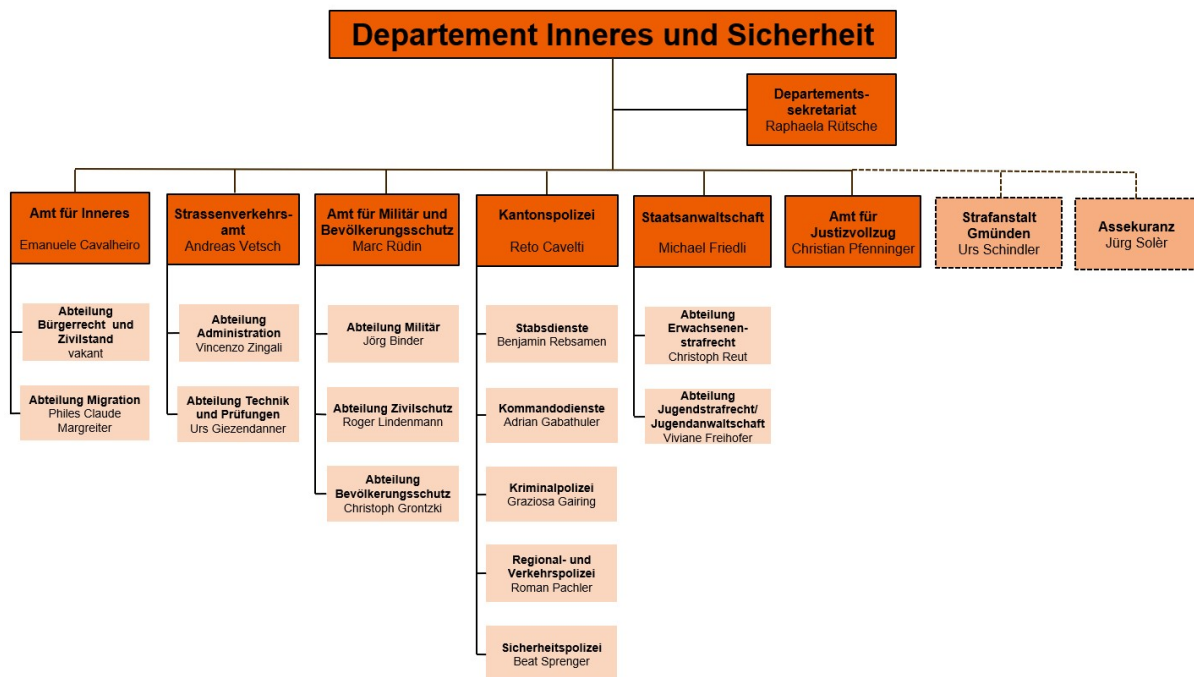 Departement Inneres und Sicherheit
Departements-
sekretariat
Raphaela Rütsche
Amt für Inneres
Emanuele Cavalheiro
Strassenverkehrs-
amt
Andreas Vetsch
Amt für Militär und
Bevölkerungsschutz
Marc Rüdin
Kantonspolizei
Reto Cavelti
Staatsanwaltschaft
Michael Friedli
Amt für
Justizvollzug
Christian Pfenninger
Strafanstalt
Gmünden
Urs Schindler
Assekuranz
Jürg Solèr
Abteilung
Bürgerrecht und
Zivilstand
vakant
Abteilung Migration
Philes Claude
Margreiter
Abteilung
Administration
Vincenzo Zingali
Abteilung Technik
und Prüfungen
Urs Giezendanner
Abteilung Militär
Jörg Binder
Abteilung Zivilschutz
Roger Lindenmann
Abteilung
Bevölkerungsschutz
Christoph Grontzki
Stabsdienste
Benjamin Rebsamen
Kommandodienste
Adrian Gabathuler
Kriminalpolizei
Graziosa Gairing
Regional- und
Verkehrspolizei
Roman Pachler
Sicherheitspolizei
Beat Sprenger
Abteilung
Erwachsenen-
strafrecht
Christoph Reut
Abteilung
Jugendstrafrecht/
Jugendanwaltschaft
Viviane Freihofer